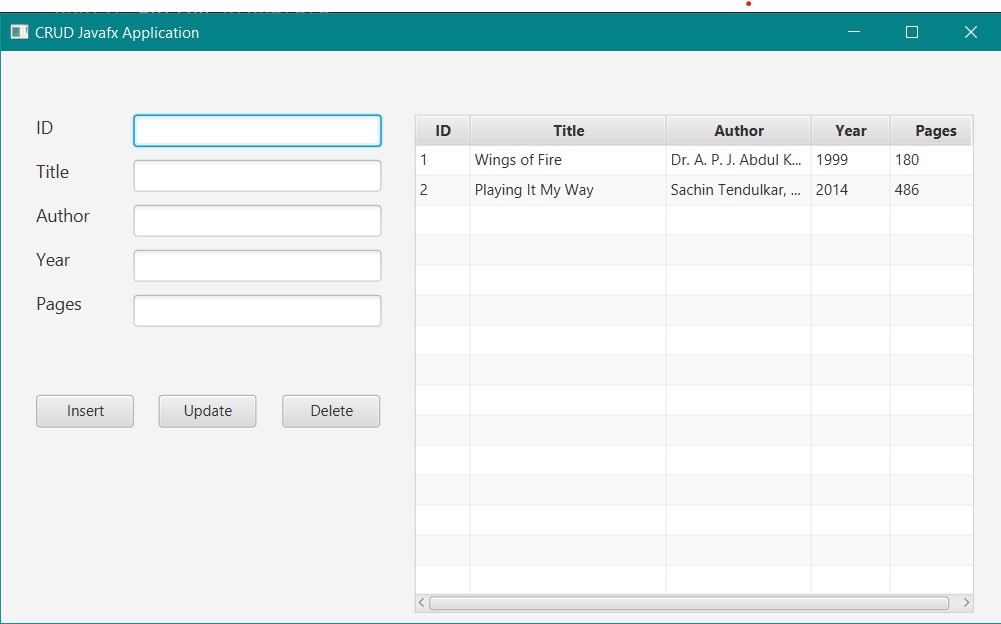 CRUD Javafx Application
ID
Title
Author
Year
Pages
Insert Update Delete
ID Title Author Year Pages
1 Wings of Fire Dr. A. P. J. Abdul K... 1999 180
2 Playing It My Way Sachin Tendulkar, ... 2014 486